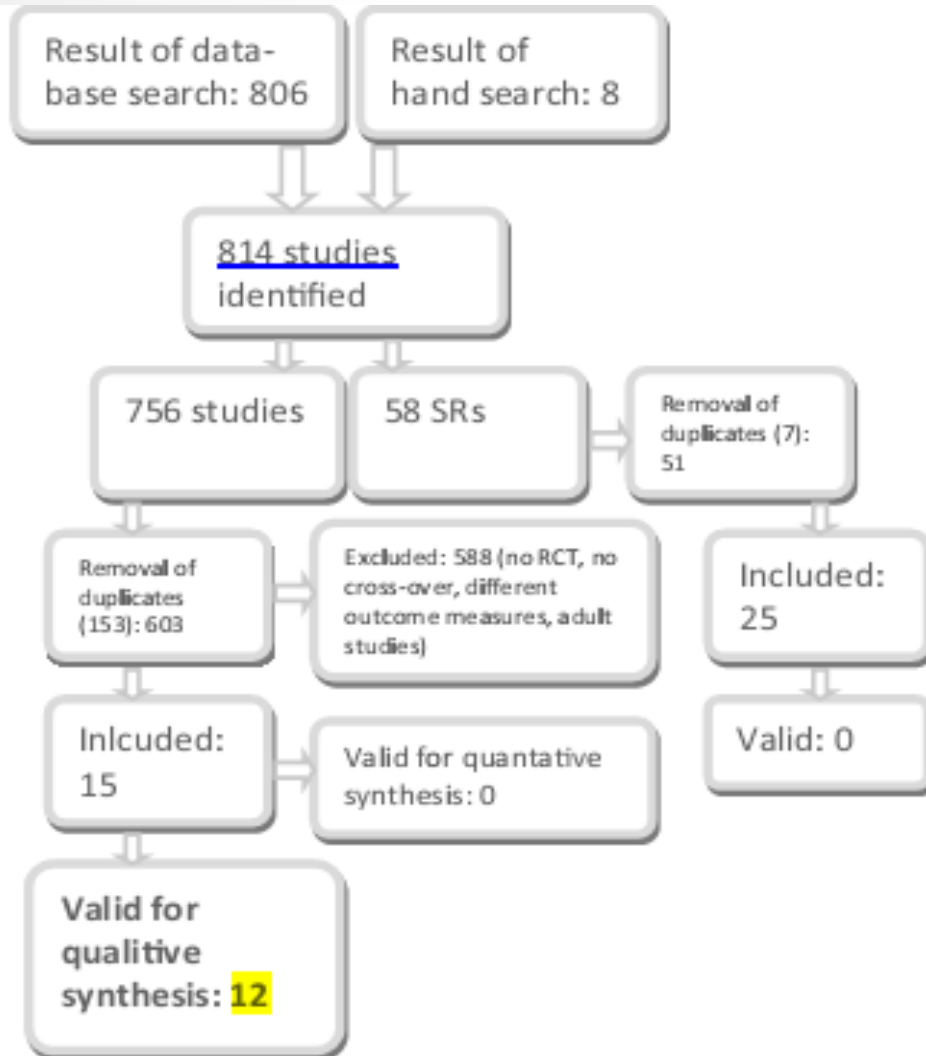 Result of data-
base search: 806
Result of
hand search: 8
814 studies
identified
756 studies
58 SRs
Removal of
duplicates (7):
51
Removal of
duplicates
(153): 603
Excluded: 588 (no RCT, no
cross-over, different
outcome measures, adult
studies)
Included:
25
Inlcuded:
15
Valid for quantative
synthesis: 0
Valid: 0
Valid for
qualitive
synthesis: 12